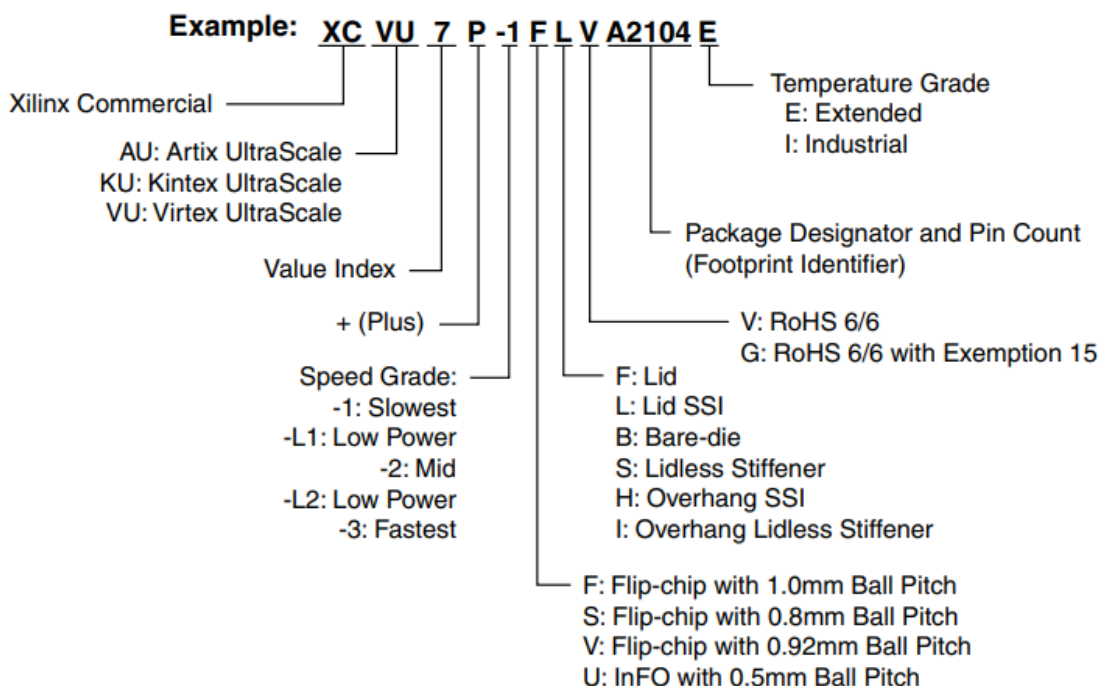 Example: XC VU 7 P -1 F L V A2104 E
Xilinx Commercial
AU: Artix UltraScale
KU: Kintex UltraScale
VU: Virtex UltraScale
Value Index
+ (Plus)
Speed Grade:
-1: Slowest
-L1: Low Power
-2: Mid
-L2: Low Power
-3: Fastest
Temperature Grade
E: Extended
I: Industrial
Package Designator and Pin Count
(Footprint Identifier)
V: RoHS 6/6
G: RoHS 6/6 with Exemption 15
F: Lid
L: Lid SSI
B: Bare-die
S: Lidless Stiffener
H: Overhang SSI
I: Overhang Lidless Stiffener
F: Flip-chip with 1.0mm Ball Pitch
S: Flip-chip with 0.8mm Ball Pitch
V: Flip-chip with 0.92mm Ball Pitch
U: InFO with 0.5mm Ball Pitch